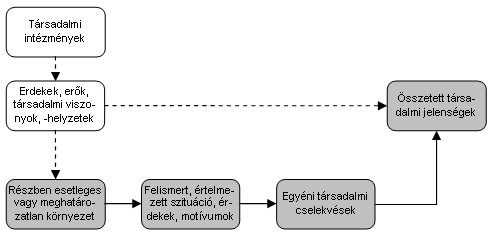 Társadalmi
intézmények
Erdekek, erők,
társadalmi viszo-
nyok, -helyzetek
Összetett társa-
dalmi jelenségek
Részben esetleges
vagy meghatáro-
zatlan környezet
Felismert, értelme-
zett szituáció, ér-
dekek, motívumok
Egyéni társadalmi
cselekvések